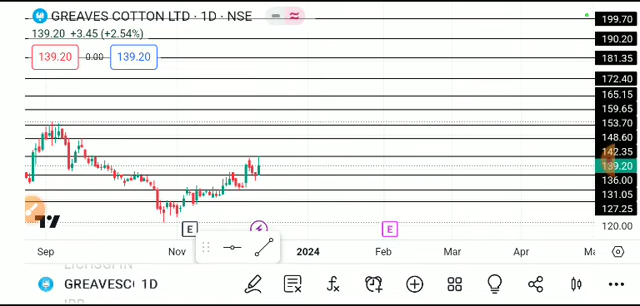 GREAVES COTTON LTD · 1D · NSE
139.20 +3.45 (+2.54%)
139.20 0.00 139.20
199.70
190.20
181.35
172.40
165.15
159.65
153.70
148.60
142.35
139.20
136.00
131.05
127.25
120.00
E E
Sep Nov 2024 Feb Mar Apr
GREAVESC 1D